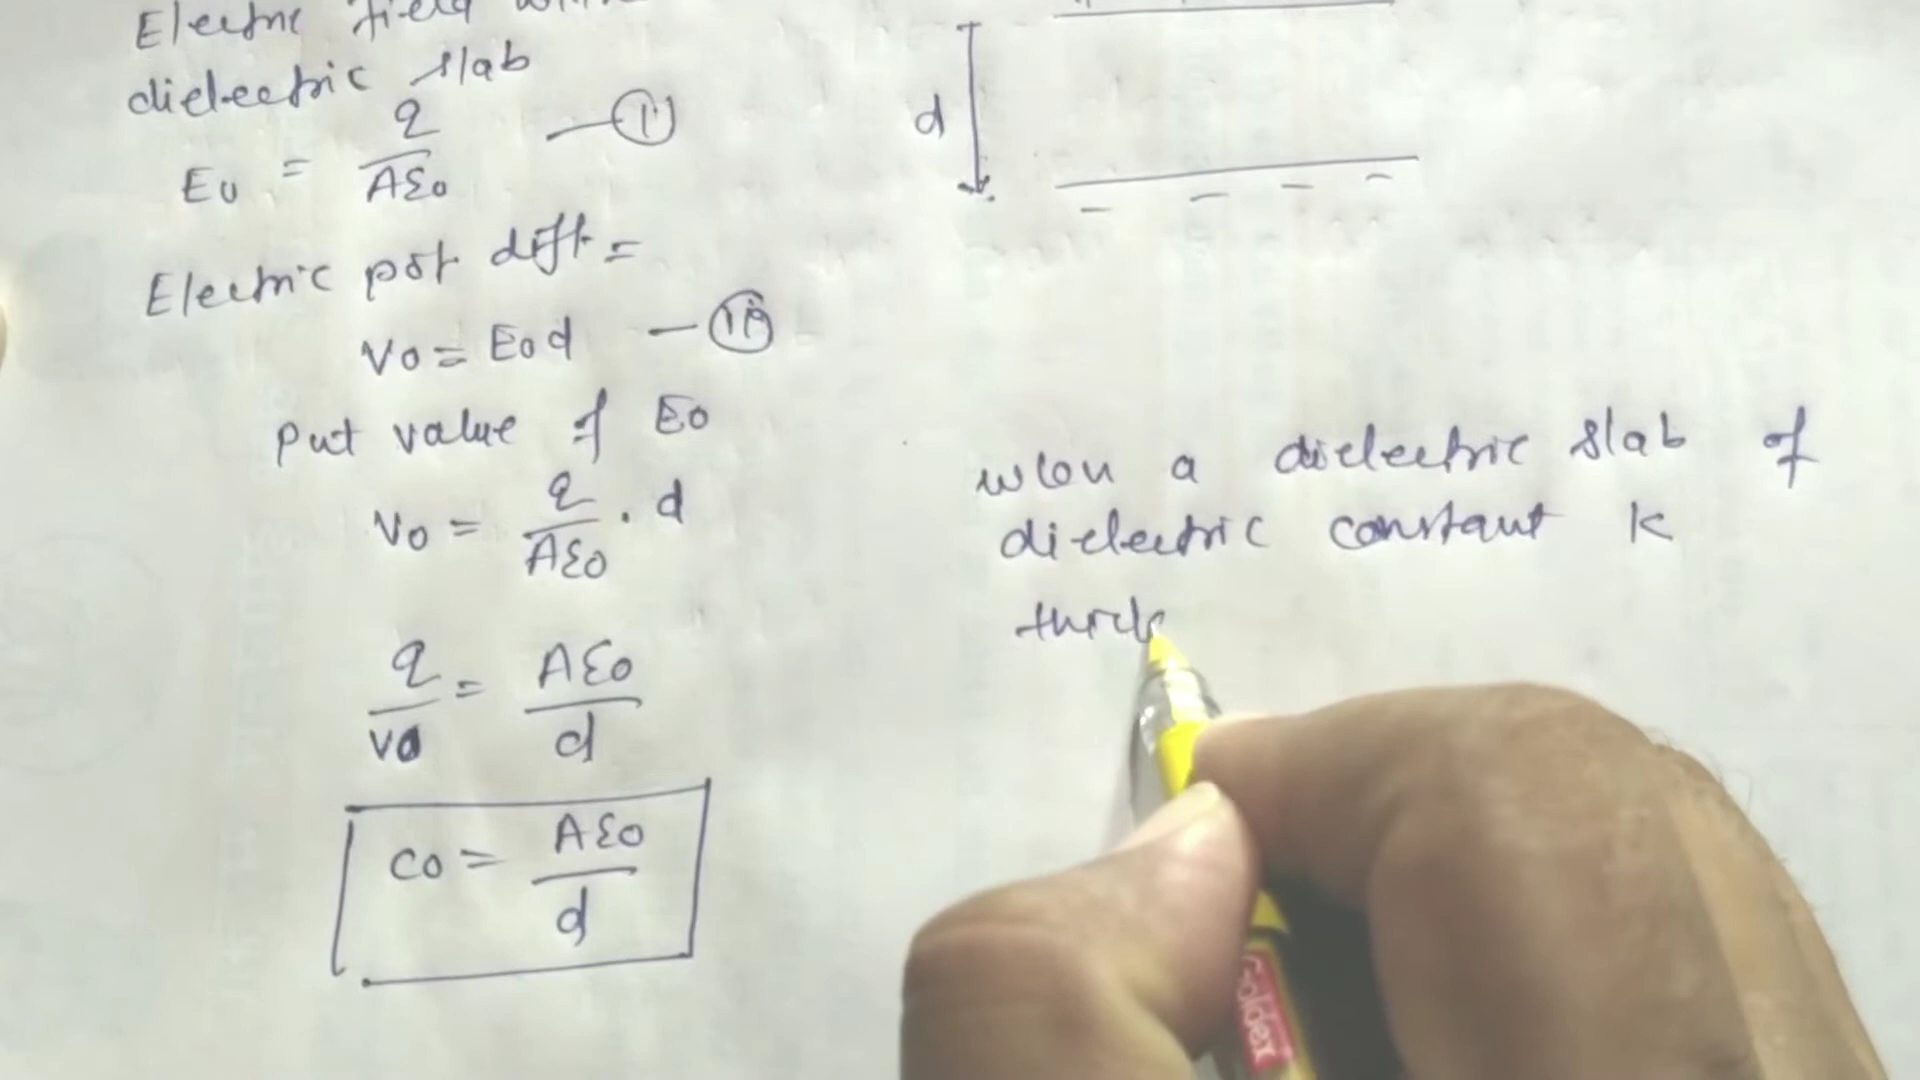 Electric field
dielectric slab
E0 = q / Aε0 — (I)
Electric pot diff =
V0 = E0d — (II)
Put value of E0
V0 = q / Aε0 . d
q / V0 = Aε0 / d
C0 = Aε0 / d
d
when a dielectric slab of
dielectric constant K
thick
Goldex